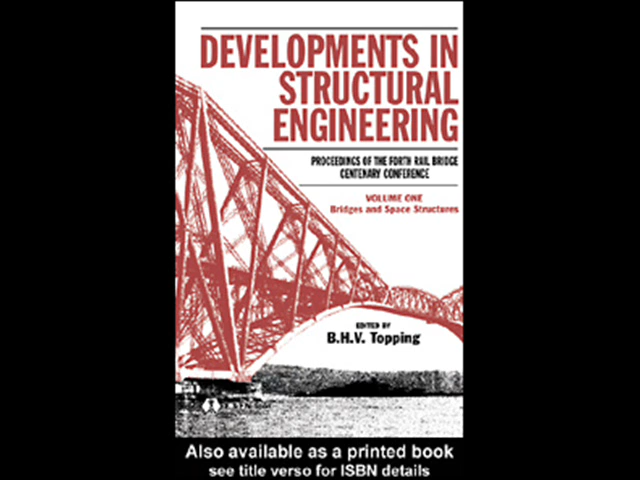 DEVELOPMENTS IN
STRUCTURAL
ENGINEERING
PROCEEDINGS OF THE FORTH RAIL BRIDGE
CENTENARY CONFERENCE
VOLUME ONE
Bridges and Space Structures
EDITED BY
B.H.V. Topping
Also available as a printed book
see title verso for ISBN details